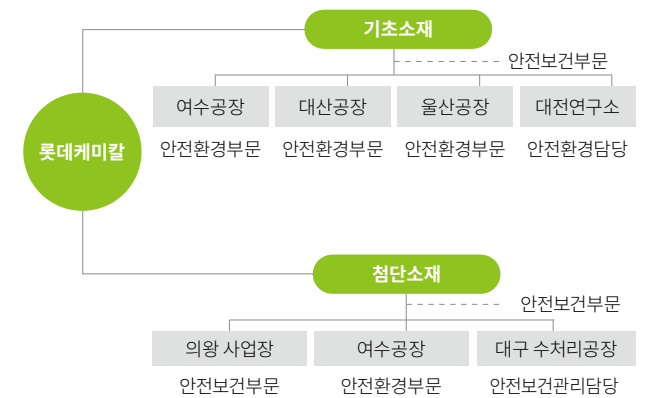 기초소재
안전보건부문
여수공장 대산공장 울산공장 대전연구소
안전환경부문 안전환경부문 안전환경부문 안전환경담당
롯데케미칼
첨단소재
안전보건부문
의왕 사업장 여수공장 대구 수처리공장
안전보건부문 안전환경부문 안전보건관리담당